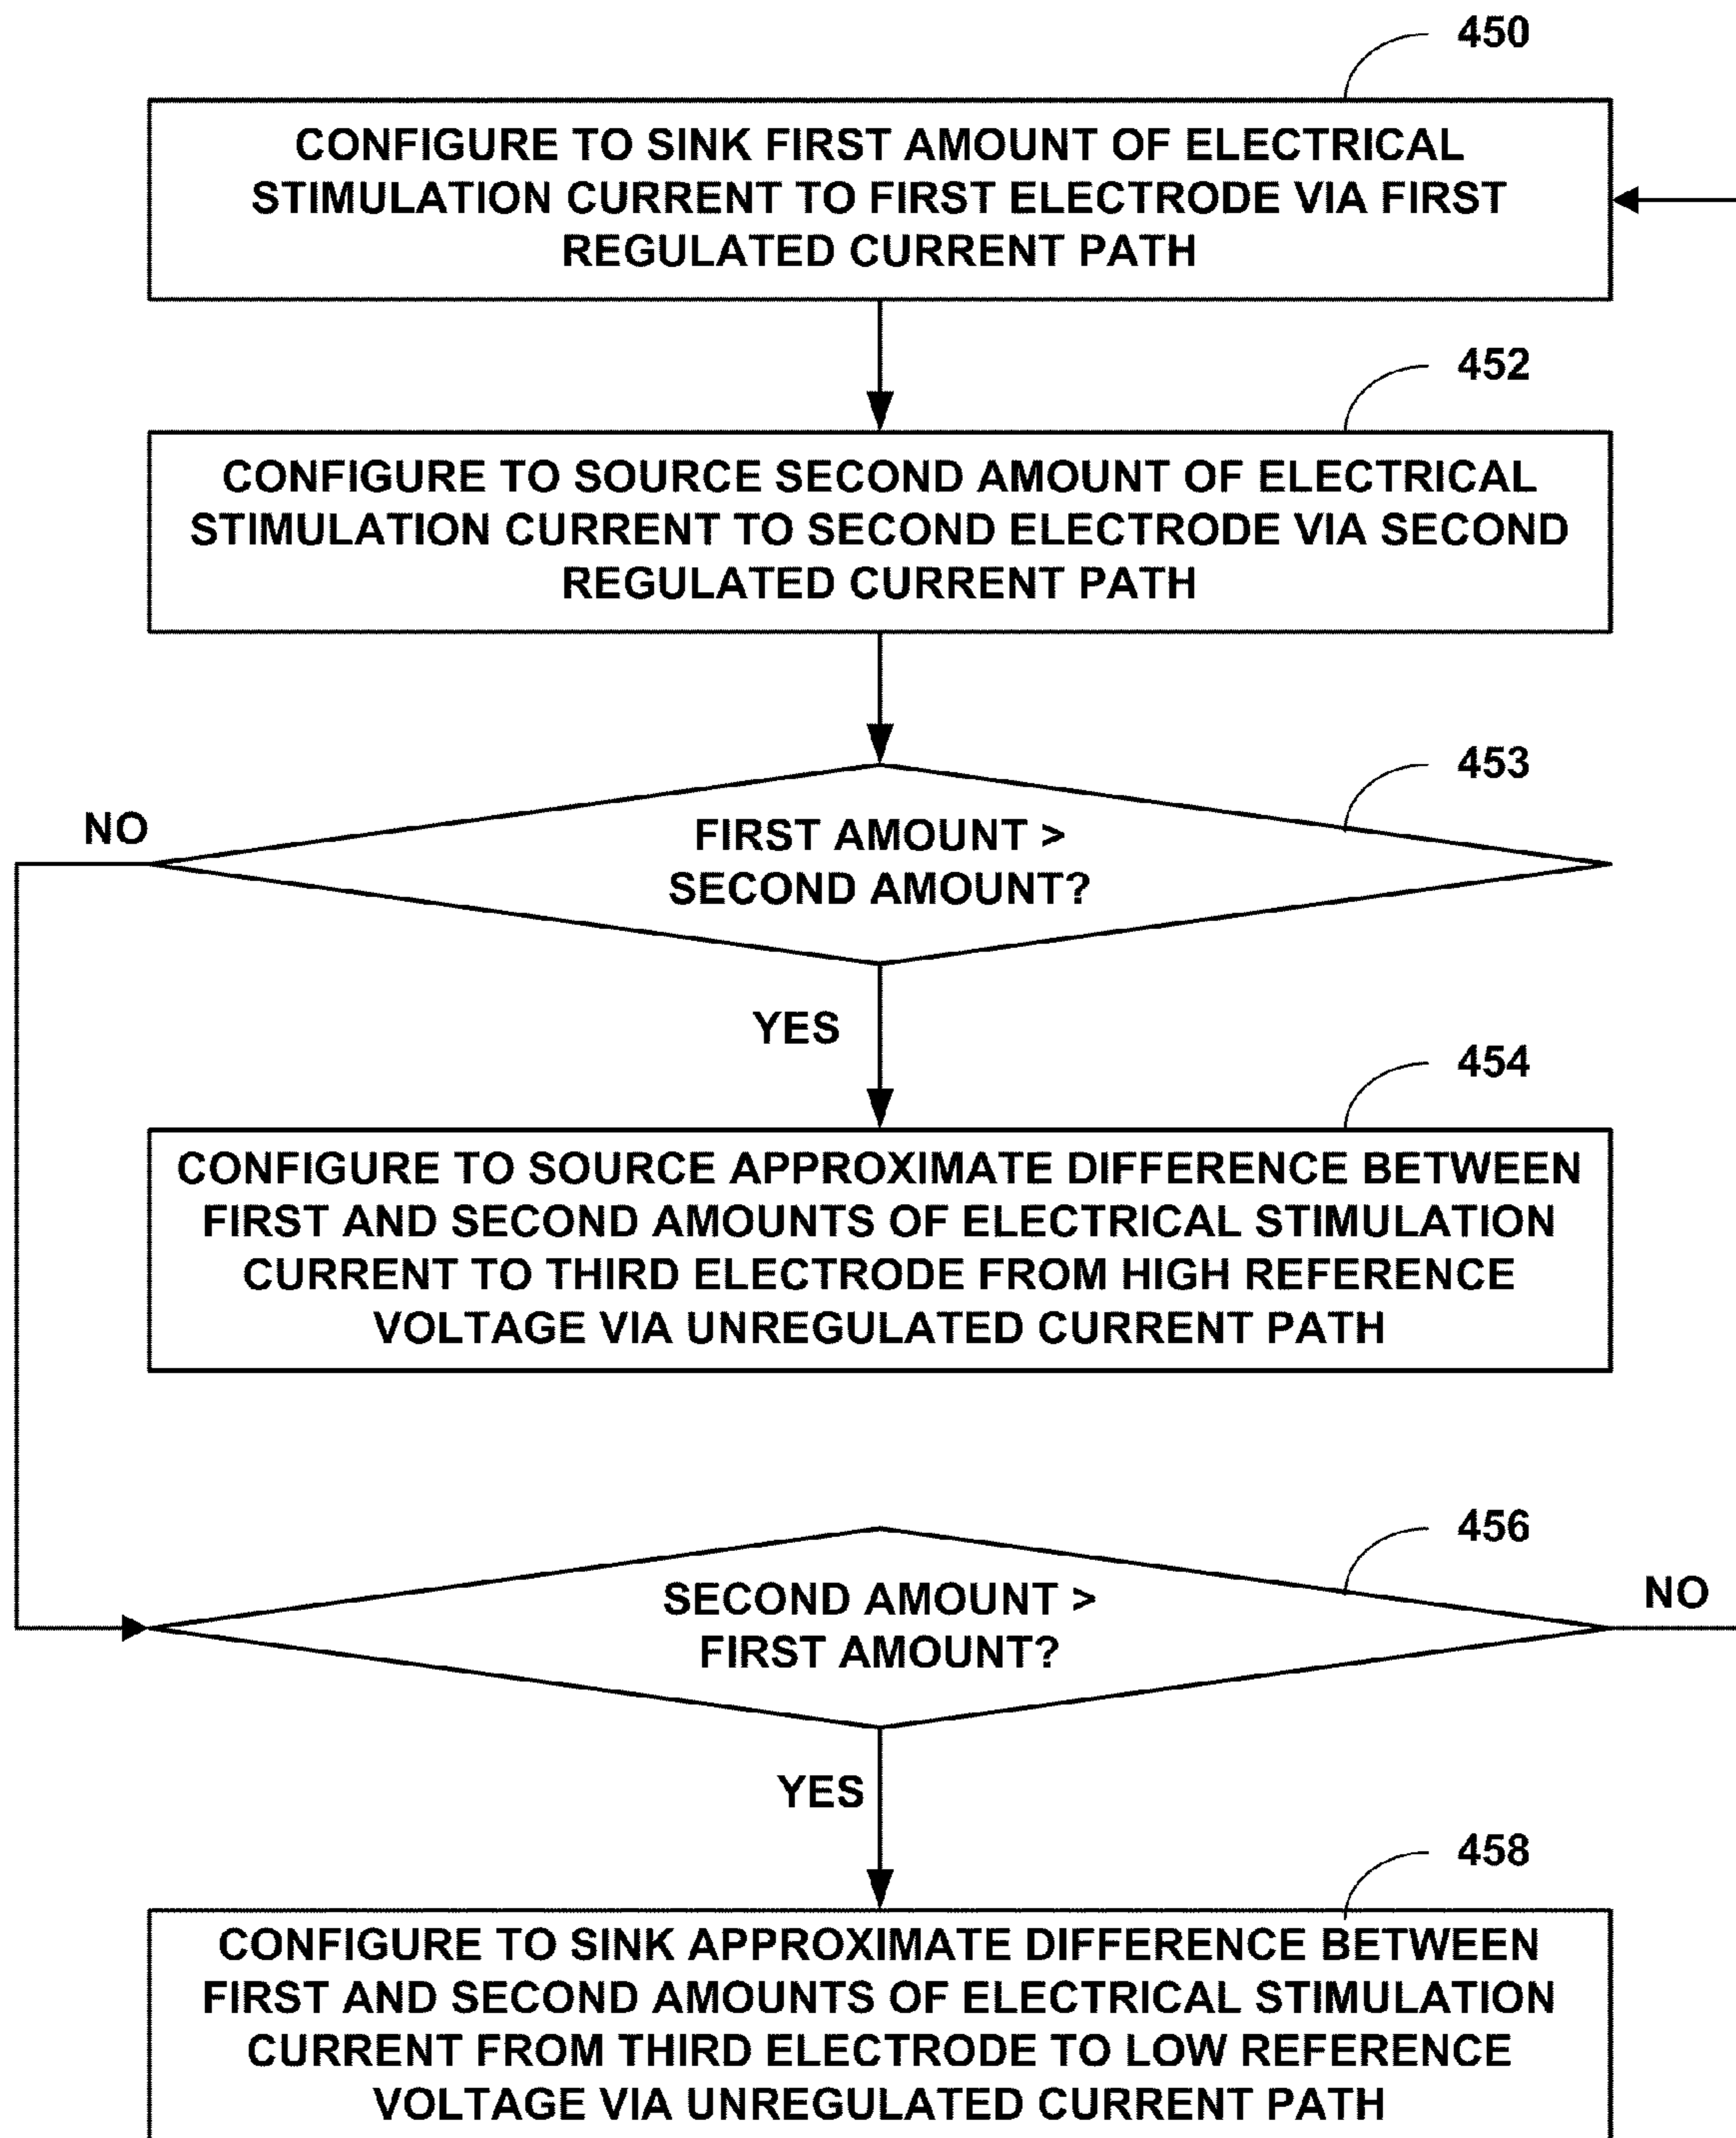 450
CONFIGURE TO SINK FIRST AMOUNT OF ELECTRICAL
STIMULATION CURRENT TO FIRST ELECTRODE VIA FIRST
REGULATED CURRENT PATH
452
CONFIGURE TO SOURCE SECOND AMOUNT OF ELECTRICAL
STIMULATION CURRENT TO SECOND ELECTRODE VIA SECOND
REGULATED CURRENT PATH
453
NO
FIRST AMOUNT >
SECOND AMOUNT?
YES
454
CONFIGURE TO SOURCE APPROXIMATE DIFFERENCE BETWEEN
FIRST AND SECOND AMOUNTS OF ELECTRICAL STIMULATION
CURRENT TO THIRD ELECTRODE FROM HIGH REFERENCE
VOLTAGE VIA UNREGULATED CURRENT PATH
456
SECOND AMOUNT >
FIRST AMOUNT?
NO
YES
458
CONFIGURE TO SINK APPROXIMATE DIFFERENCE BETWEEN
FIRST AND SECOND AMOUNTS OF ELECTRICAL STIMULATION
CURRENT FROM THIRD ELECTRODE TO LOW REFERENCE
VOLTAGE VIA UNREGULATED CURRENT PATH